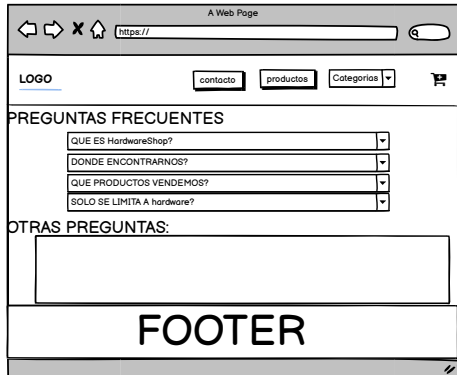 A Web Page
https://
LOGO
contacto productos Categorias
PREGUNTAS FRECUENTES
QUE ES HardwareShop?
DONDE ENCONTRARNOS?
QUE PRODUCTOS VENDEMOS?
SOLO SE LIMITA A hardware?
OTRAS PREGUNTAS:
FOOTER